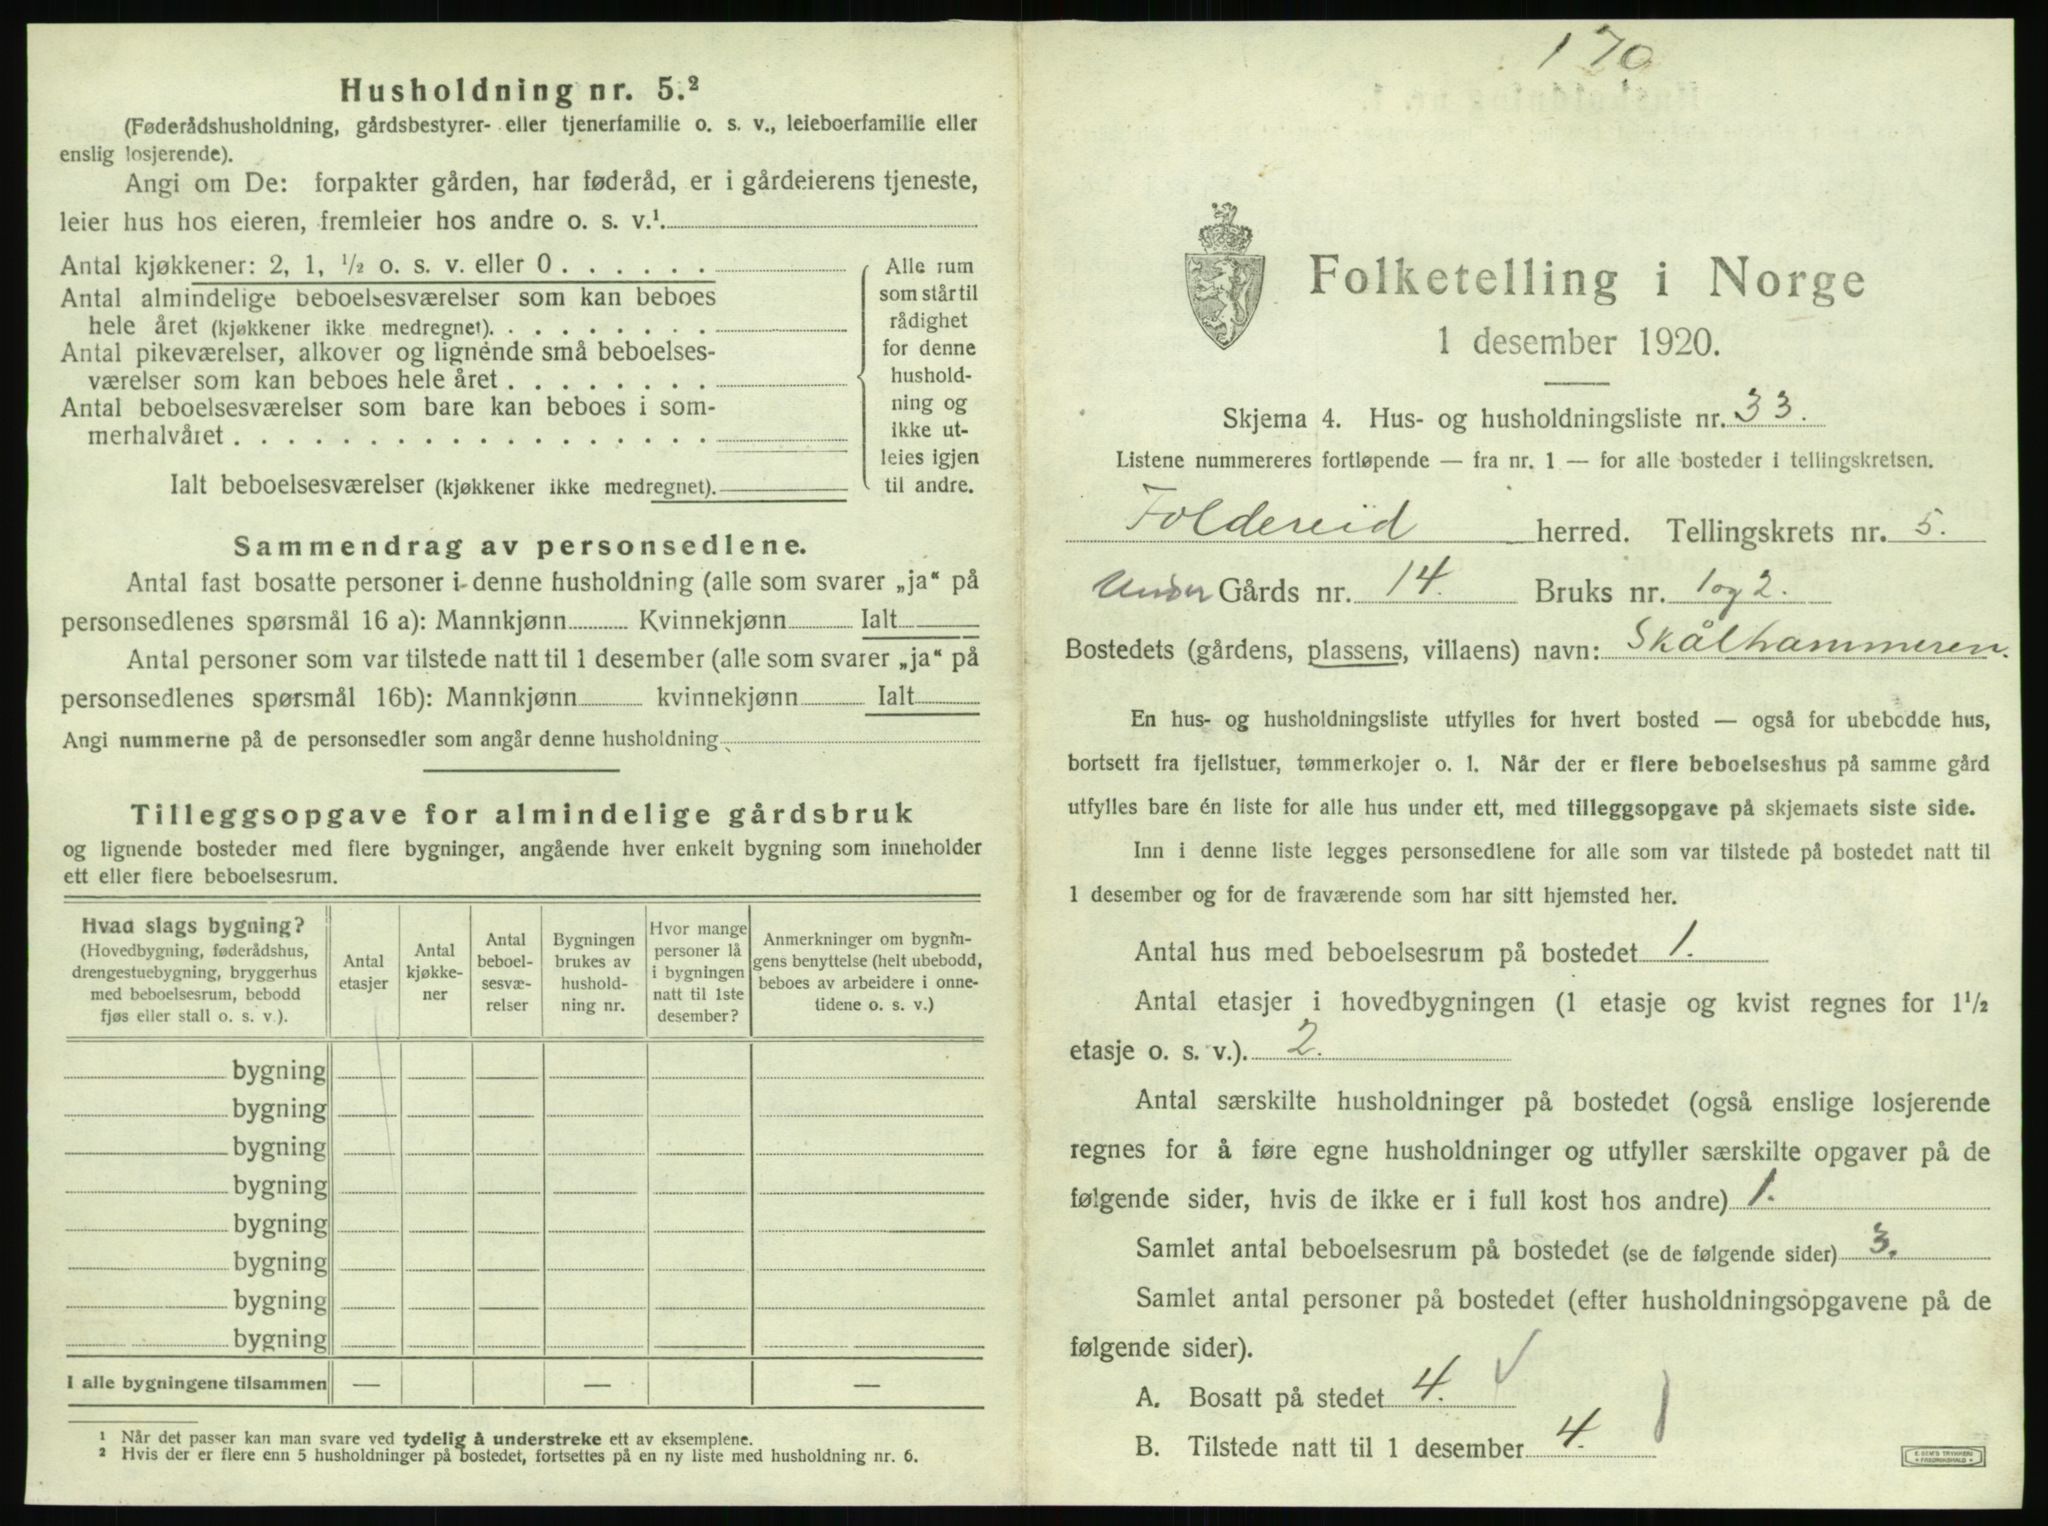 Husholdning nr. 5.²
(Føderådshusholdning, gårdsbestyrer- eller tjenerfamilie o. s. v., leieboerfamilie eller
enslig losjerende).
Angi om De: forpakter gården, har føderåd, er i gårdeierens tjeneste,
leier hus hos eieren, fremleier hos andre o. s. v.¹
Antal kjøkkener: 2, 1, ½ o. s. v. eller 0 . . . . . .
Antal almindelige beboelsesværelser som kan beboes
hele året (kjøkkener ikke medregnet). . . . . . . . .
Antal pikeværelser, alkover og lignende små beboelses-
værelser som kan beboes hele året . . . . . . . .
Antal beboelsesværelser som bare kan beboes i som-
merhalvåret . . . . . . . . . . . . . . . . . .
Ialt beboelsesværelser (kjøkkener ikke medregnet).
Alle rum
som står til
rådighet
for denne
hushold-
ning og
ikke ut-
leies igjen
til andre.
Sammendrag av personsedlene.
Antal fast bosatte personer i denne husholdning (alle som svarer „ja“ på
personsedlenes spørsmål 16 a): Mannkjønn Kvinnekjønn Ialt
Antal personer som var tilstede natt til 1 desember (alle som svarer „ja“ på
personsedlenes spørsmål 16b): Mannkjønn kvinnekjønn Ialt
Angi nummerne på de personsedler som angår denne husholdning
Tilleggsopgave for almindelige gårdsbruk
og lignende bosteder med flere bygninger, angående hver enkelt bygning som inneholder
ett eller flere beboelsesrum.
Hvad slags bygning?
(Hovedbygning, føderådshus,
drengestuebygning, bryggerhus
med beboelsesrum, bebodd
fjøs eller stall o. s. v.).
Antal
etasjer
Antal
kjøkke-
ner
Antal
beboel-
sesvæ-
relser
Bygningen
brukes av
hushold-
ning nr.
Hvor mange
personer lå
i bygningen
natt til 1ste
desember?
Anmerkninger om bygnin-
gens benyttelse (helt ubebodd,
beboes av arbeidere i onne-
tidene o. s. v.)
bygning
bygning
bygning
bygning
bygning
bygning
bygning
bygning
I alle bygningene tilsammen — — —
¹ Når det passer kan man svare ved tydelig å understreke ett av eksemplene.
² Hvis der er flere enn 5 husholdninger på bostedet, fortsettes på en ny liste med husholdning nr. 6.
170
Folketelling i Norge
1 desember 1920.
Skjema 4. Hus- og husholdningsliste nr. 33.
Listene nummereres fortløpende — fra nr. 1 — for alle bosteder i tellingskretsen.
Foldereid herred. Tellingskrets nr. 5.
Under Gårds nr. 14. Bruks nr. 1 og 2.
Bostedets (gårdens, plassens, villaens) navn: Skålhammeren.
En hus- og husholdningsliste utfylles for hvert bosted — også for ubebodde hus,
bortsett fra fjellstuer, tømmerkojer o. l. Når der er flere beboelseshus på samme gård
utfylles bare én liste for alle hus under ett, med tilleggsopgave på skjemaets siste side.
Inn i denne liste legges personsedlene for alle som var tilstede på bostedet natt til
1 desember og for de fraværende som har sitt hjemsted her.
Antal hus med beboelsesrum på bostedet 1.
Antal etasjer i hovedbygningen (1 etasje og kvist regnes for 1½
etasje o. s. v.). 2.
Antal særskilte husholdninger på bostedet (også enslige losjerende
regnes for å føre egne husholdninger og utfyller særskilte opgaver på de
følgende sider, hvis de ikke er i full kost hos andre) 1.
Samlet antal beboelsesrum på bostedet (se de følgende sider) 3.
Samlet antal personer på bostedet (efter husholdningsopgavene på de
følgende sider).
A. Bosatt på stedet 4. √
B. Tilstede natt til 1 desember 4.